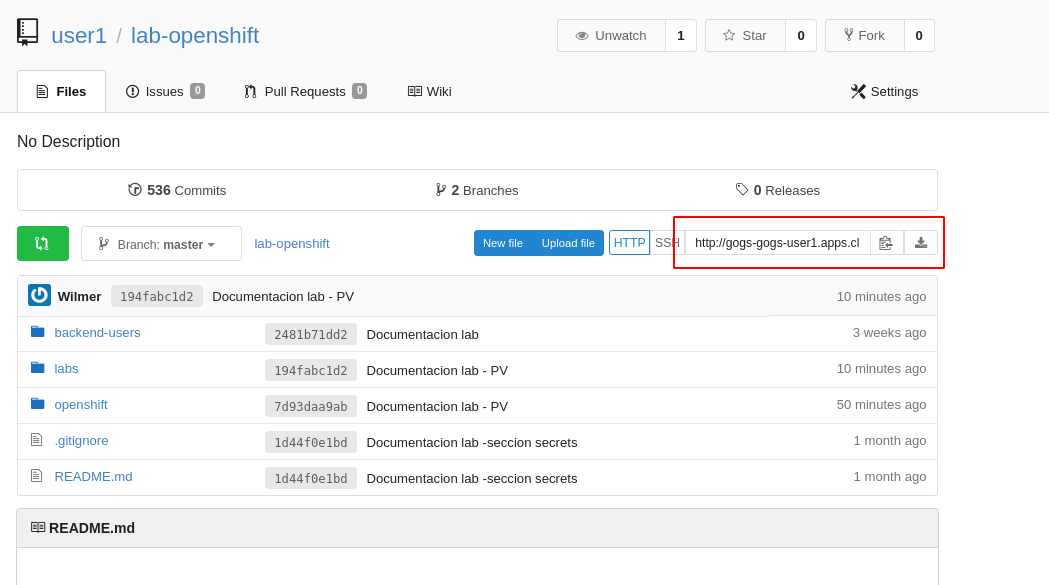 user1 / lab-openshift Unwatch 1 Star 0 Fork 0
Files Issues 0 Pull Requests 0 Wiki Settings
No Description
536 Commits 2 Branches 0 Releases
Branch: master lab-openshift New file Upload file HTTP SSH http://gogs-gogs-user1.apps.cl
Wilmer 194fabc1d2 Documentacion lab - PV 10 minutes ago
backend-users 2481b71dd2 Documentacion lab 3 weeks ago
labs 194fabc1d2 Documentacion lab - PV 10 minutes ago
openshift 7d93daa9ab Documentacion lab - PV 50 minutes ago
.gitignore 1d44f0e1bd Documentacion lab -seccion secrets 1 month ago
README.md 1d44f0e1bd Documentacion lab -seccion secrets 1 month ago
README.md